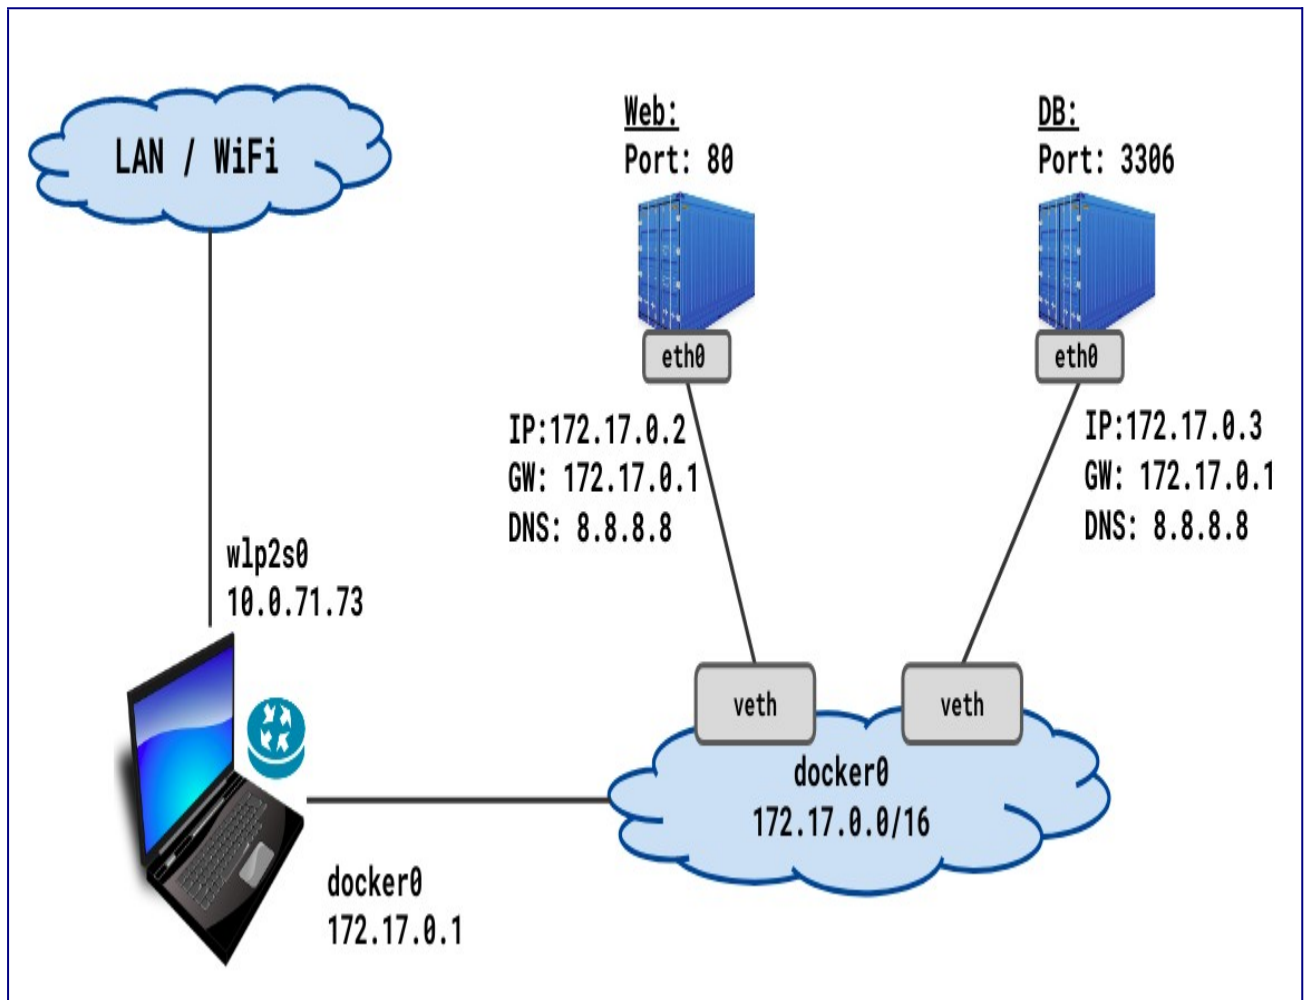 LAN / WiFi
Web:
Port: 80
DB:
Port: 3306
eth0
eth0
IP:172.17.0.2
GW: 172.17.0.1
DNS: 8.8.8.8
IP:172.17.0.3
GW: 172.17.0.1
DNS: 8.8.8.8
wlp2s0
10.0.71.73
veth
veth
docker0
172.17.0.0/16
docker0
172.17.0.1